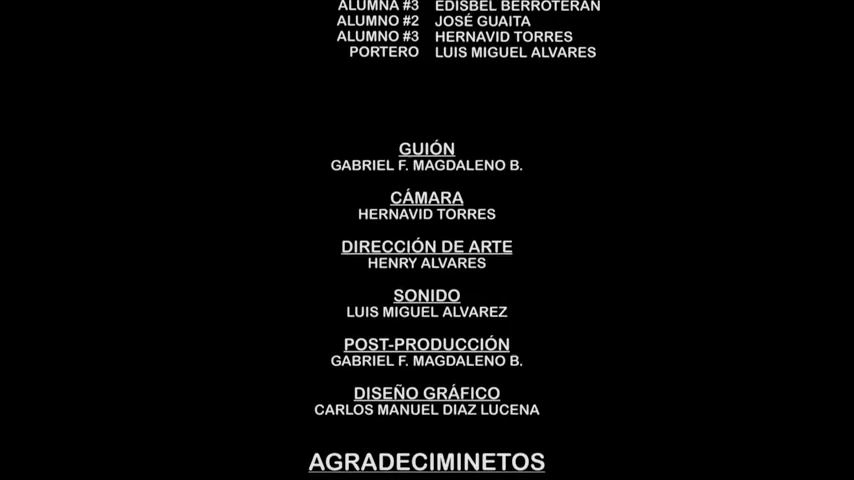 ALUMNA #3 EDISBEL BERROTERAN
ALUMNO #2 JOSÉ GUAITA
ALUMNO #3 HERNAVID TORRES
PORTERO LUIS MIGUEL ALVARES
GUIÓN
GABRIEL F. MAGDALENO B.
CÁMARA
HERNAVID TORRES
DIRECCIÓN DE ARTE
HENRY ALVARES
SONIDO
LUIS MIGUEL ALVAREZ
POST-PRODUCCIÓN
GABRIEL F. MAGDALENO B.
DISEÑO GRÁFICO
CARLOS MANUEL DIAZ LUCENA
AGRADECIMINETOS